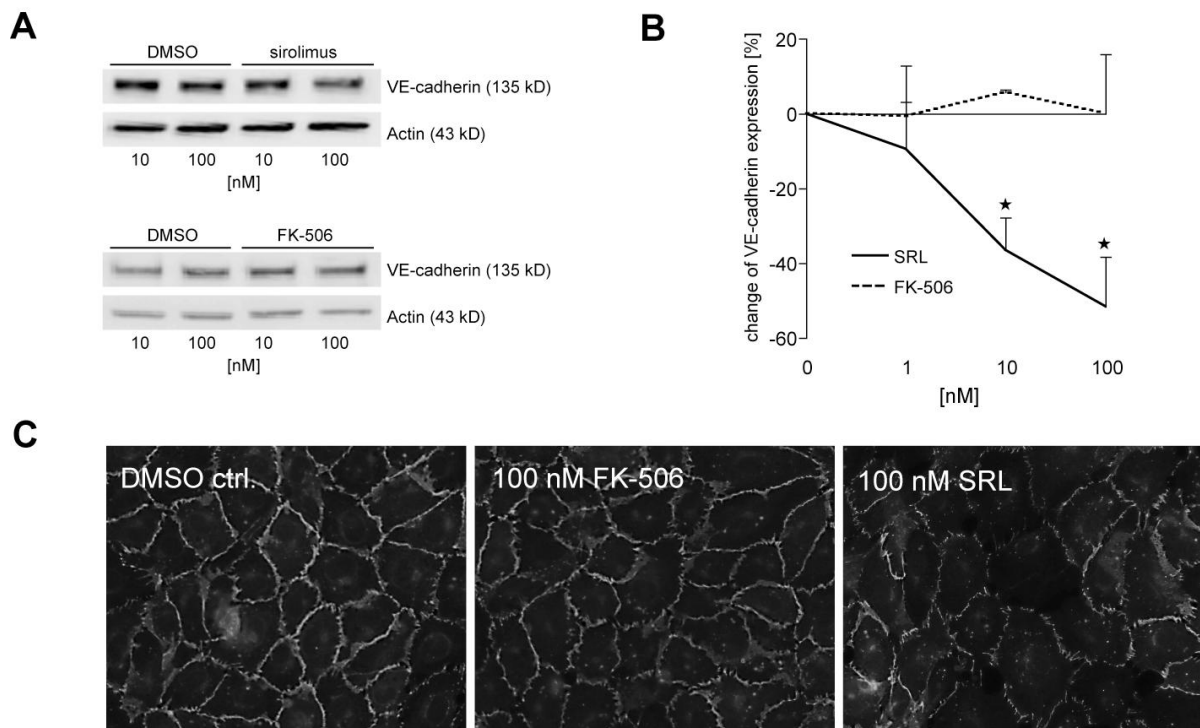 A
DMSO sirolimus
VE-cadherin (135 kD)
Actin (43 kD)
10 100 10 100
[nM]
DMSO FK-506
VE-cadherin (135 kD)
Actin (43 kD)
10 100 10 100
[nM]
B
change of VE-cadherin expression [%]
20
0
-20
-40
-60
★
★
SRL
FK-506
0 1 10 100
[nM]
C
DMSO ctrl.
100 nM FK-506
100 nM SRL